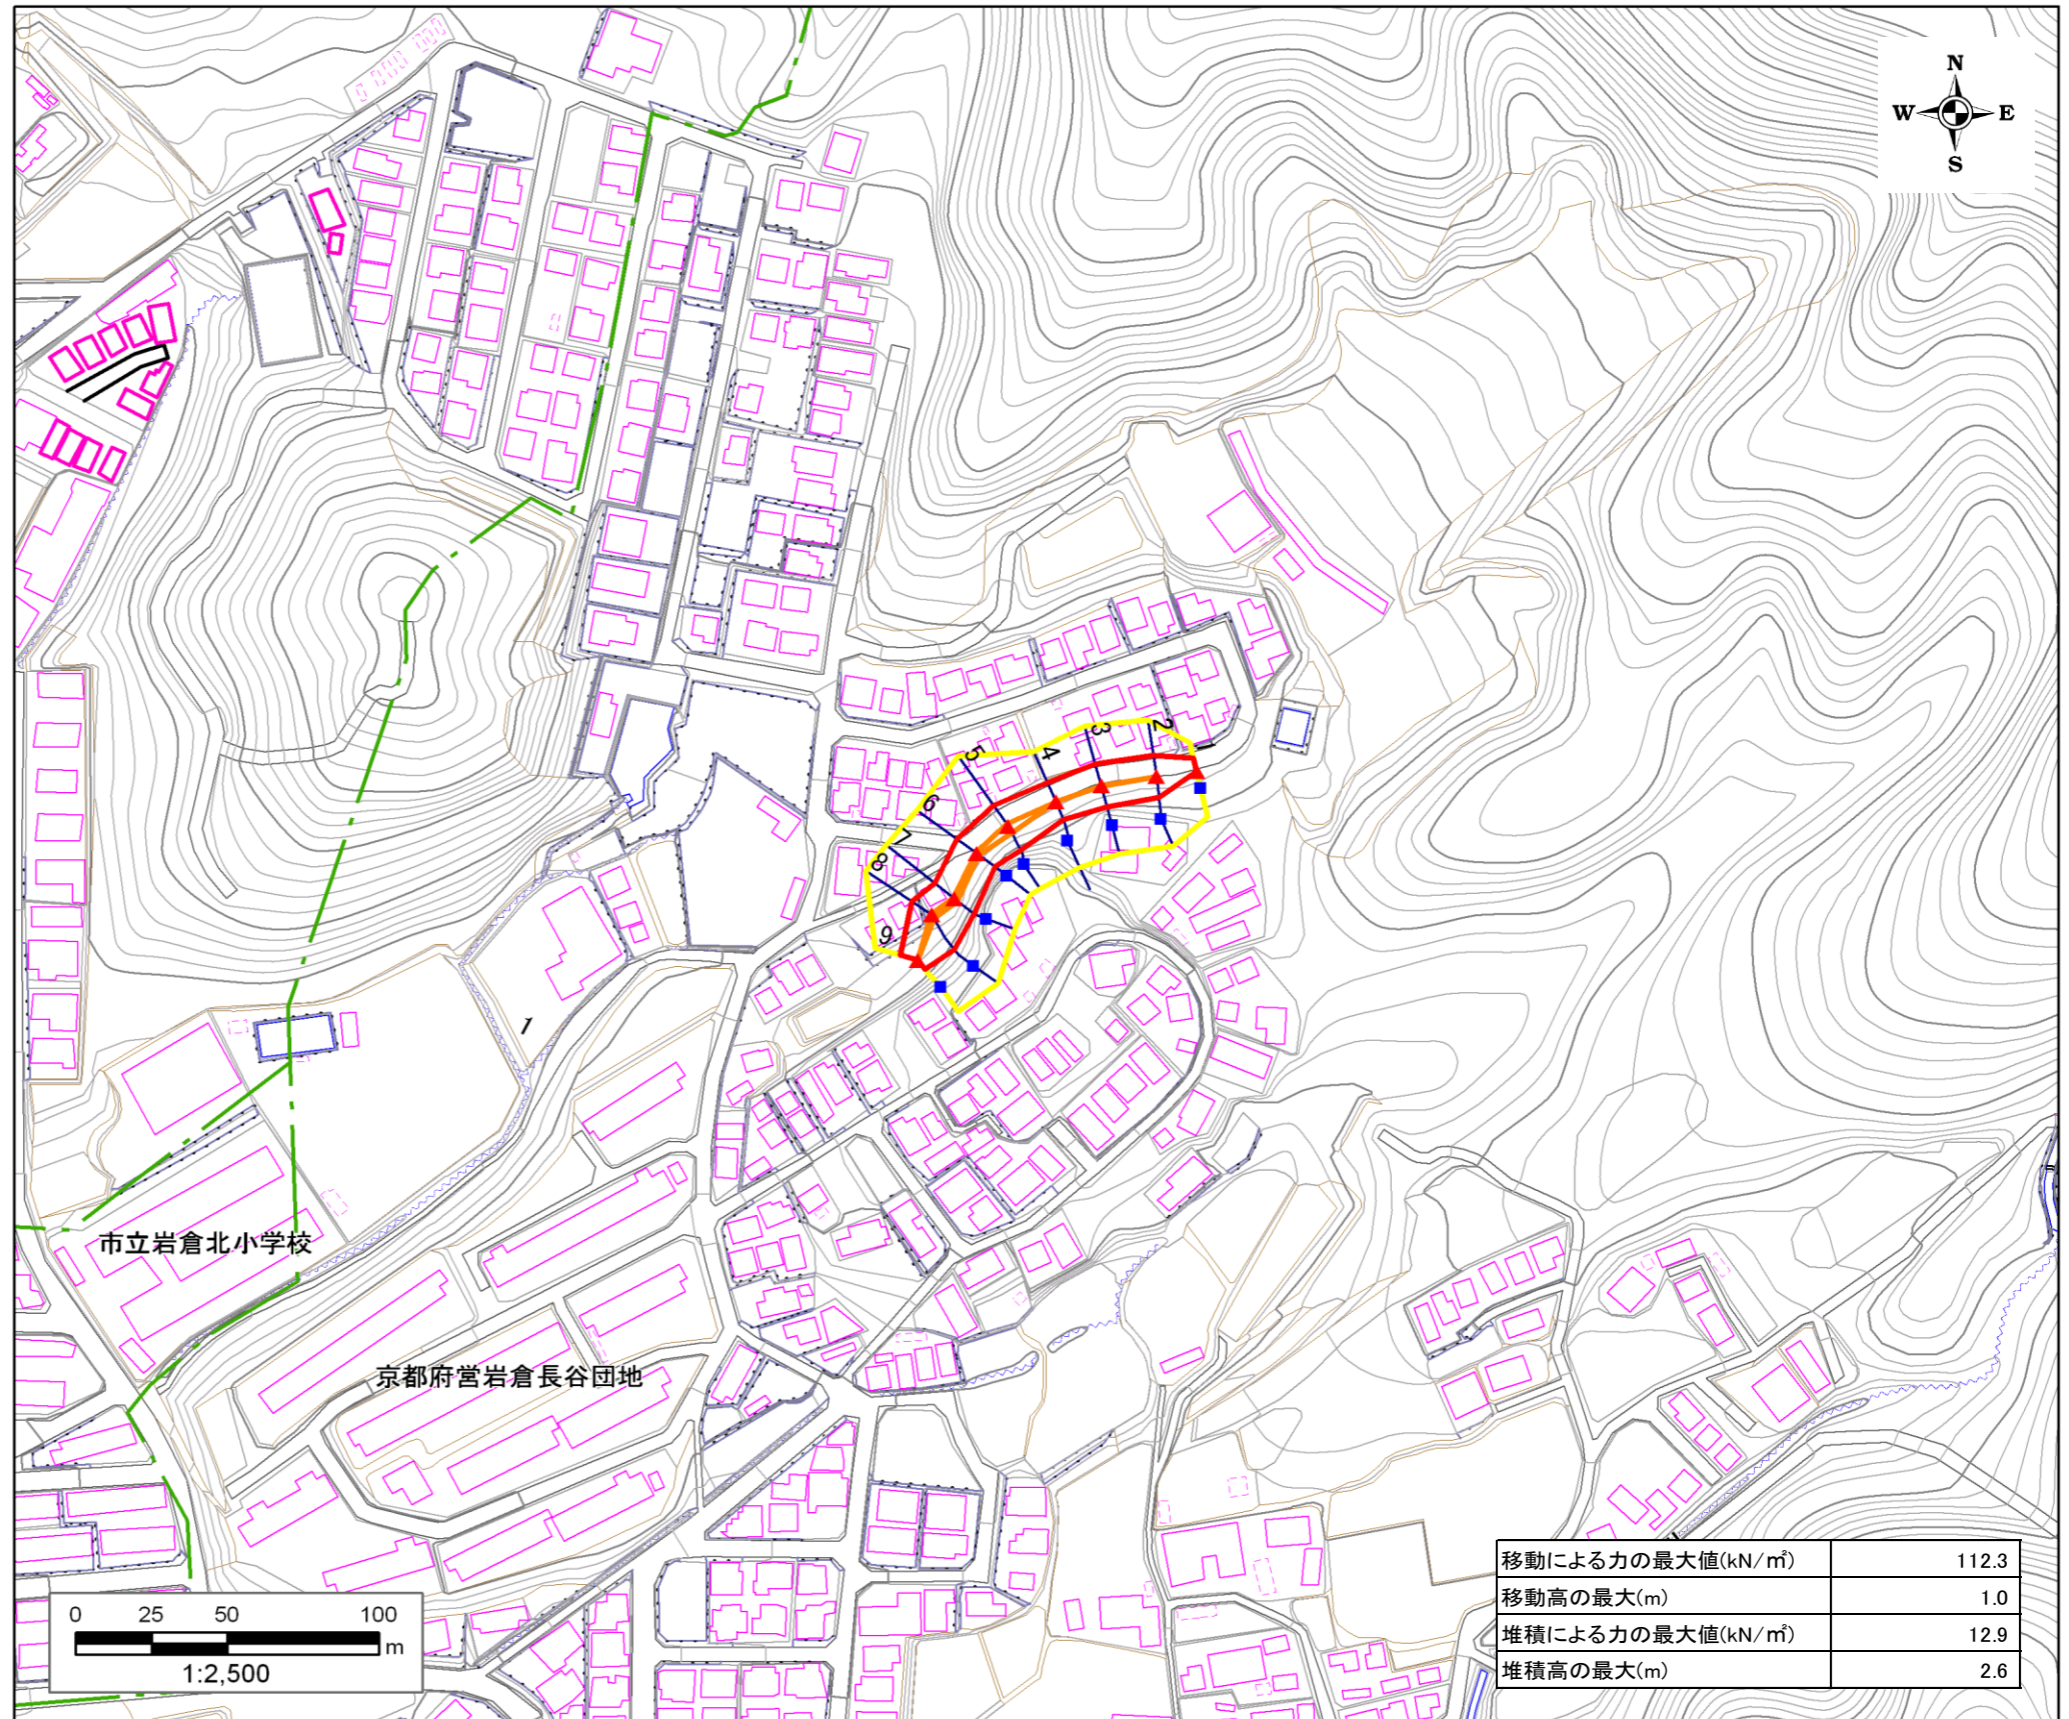 N
W E
S
2
3
4
5
6
7
8
9
1
市立岩倉北小学校
京都府営岩倉長谷団地
移動による力の最大値(kN/㎡) 112.3
移動高の最大(m) 1.0
堆積による力の最大値(kN/㎡) 12.9
堆積高の最大(m) 2.6
0 25 50 100
m
1:2,500